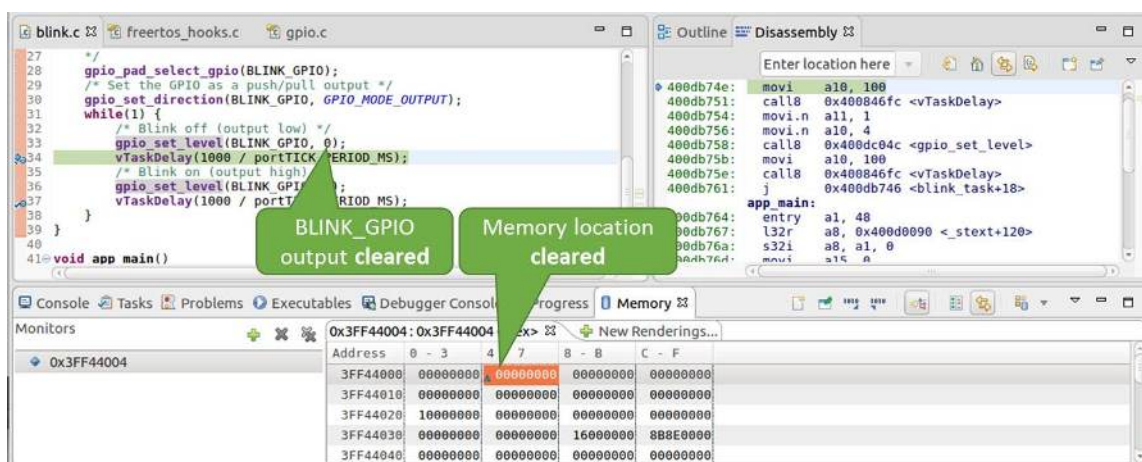 blink.c freertos_hooks.c gpio.c
27 */
28 gpio_pad_select_gpio(BLINK_GPIO);
29 /* Set the GPIO as a push/pull output */
30 gpio_set_direction(BLINK_GPIO, GPIO_MODE_OUTPUT);
31 while(1) {
32 /* Blink off (output low) */
33 gpio_set_level(BLINK_GPIO, 0);
34 vTaskDelay(1000 / portTICK_PERIOD_MS);
35 /* Blink on (output high)
36 gpio_set_level(
37 vTaskDelay(1000 /
38 }
39 }
40
41 void app_main()
BLINK_GPIO
output cleared
Memory location
cleared
Outline Disassembly
Enter location here
400db74e: movi a10, 100
400db751: call8 0x400846fc <vTaskDelay>
400db754: movi.n a11, 1
400db756: movi.n a10, 4
400db758: call8 0x400dc04c <gpio_set_level>
400db75b: movi a10, 100
400db75e: call8 0x400846fc <vTaskDelay>
400db761: j 0x400db746 <blink_task+18>
app_main:
00db764: entry a1, 48
00db767: l32r a8, 0x400d0090 <_stext+120>
00db76a: s32i a8, a1, 0
movi a15, 0
Console Tasks Problems Executables Debugger Console Progress Memory
Monitors
0x3FF44004
0x3FF44004:0x3FF44004 New Renderings...
Address 0 - 3 4 7 8 - B C - F
3FF44000 00000000 00000000 00000000 00000000
3FF44010 00000000 00000000 00000000 00000000
3FF44020 10000000 00000000 00000000 00000000
3FF44030 00000000 00000000 16000000 8B8E0000
3FF44040 00000000 00000000 00000000 00000000